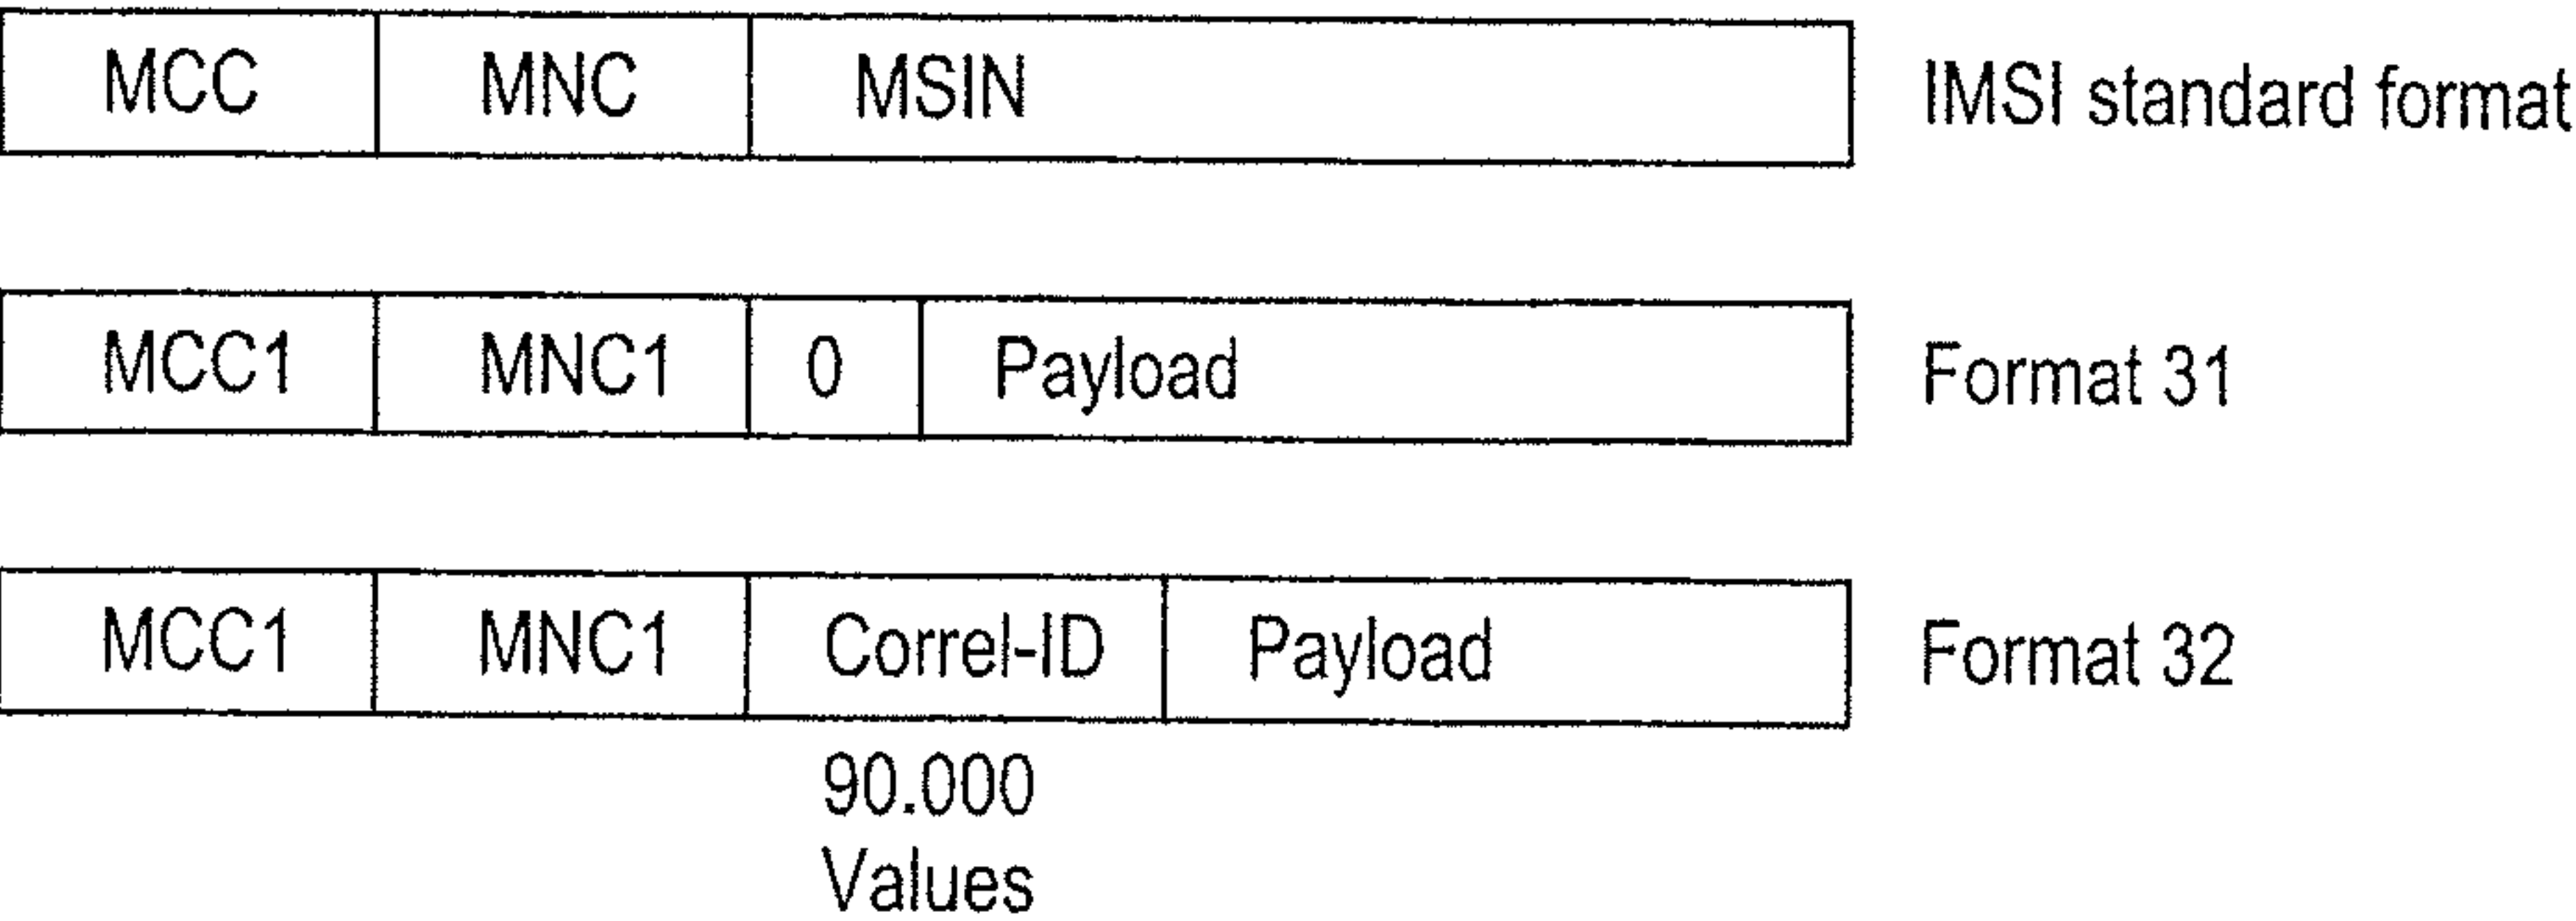 MCC MNC MSIN IMSI standard format
MCC1 MNC1 0 Payload Format 31
MCC1 MNC1 Correl-ID Payload Format 32
90.000
Values